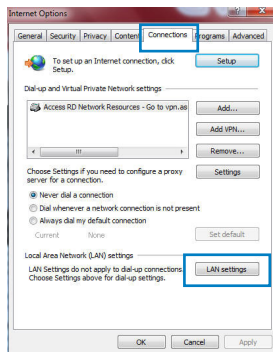 Internet Options
General Security Privacy Content Connections Programs Advanced
To set up an Internet connection, click
Setup.
Setup
Dial-up and Virtual Private Network settings
Access RD Network Resources - Go to vpn.as
Add...
Add VPN...
Remove...
Choose Settings if you need to configure a proxy
server for a connection.
Settings
Never dial a connection
Dial whenever a network connection is not present
Always dial my default connection
Current None
Set default
Local Area Network (LAN) settings
LAN Settings do not apply to dial-up connections.
Choose Settings above for dial-up settings.
LAN settings
OK Cancel Apply